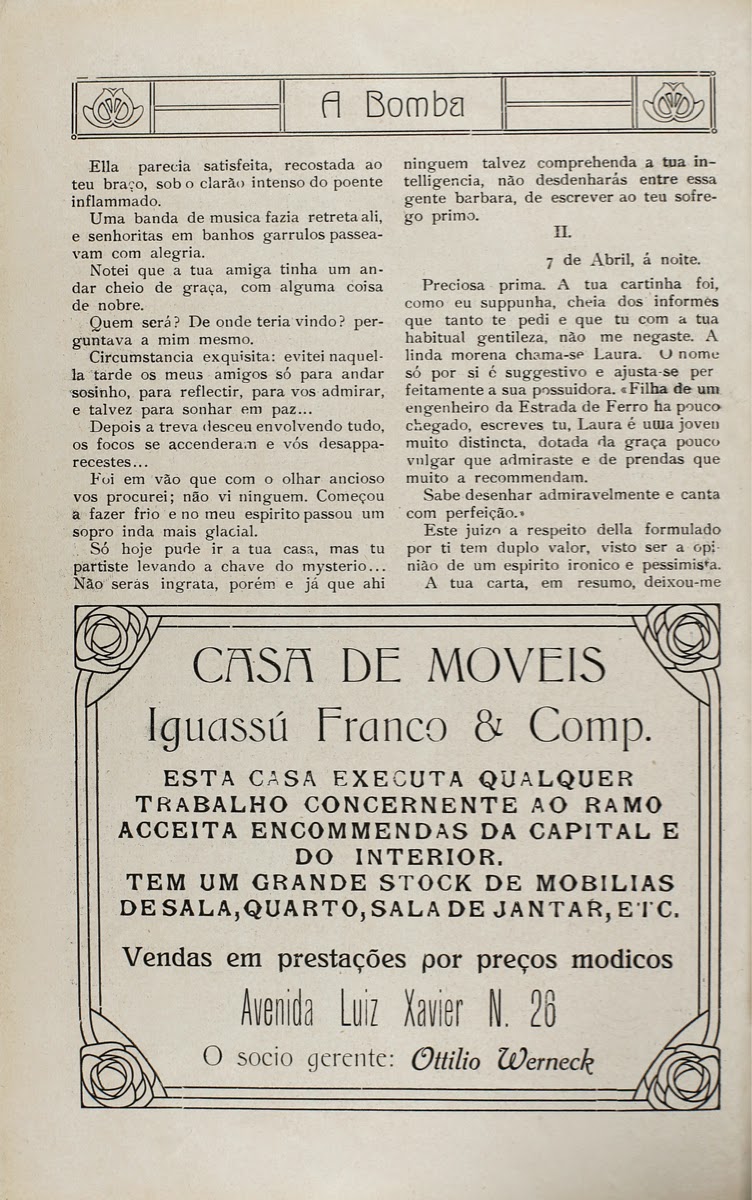 A Bomba
Ella parecia satisfeita, recostada ao
teu braço, sob o clarão intenso do poente
inflammado.
Uma banda de musica fazia retreta ali,
e senhoritas em banhos garrulos passea-
vam com alegria.
Notei que a tua amiga tinha um an-
dar cheio de graça, com alguma coisa
de nobre.
Quem será? De onde teria vindo? per-
guntava a mim mesmo.
Circumstancia exquisita: evitei naquel-
la tarde os meus amigos só para andar
sosinho, para reflectir, para vos admirar,
e talvez para sonhar em paz...
Depois a treva desceu envolvendo tudo,
os focos se accenderam e vós desappa-
recestes...
Foi em vão que com o olhar ancioso
vos procurei; não vi ninguem. Começou
a fazer frio e no meu espirito passou um
sopro inda mais glacial.
Só hoje pude ir a tua casa, mas tu
partiste levando a chave do mysterio...
Não serás ingrata, porém e já que ahi
ninguem talvez comprehenda a tua in-
telligencia, não desdenharás entre essa
gente barbara, de escrever ao teu sofre-
go primo.
II.
7 de Abril, á noite.
Preciosa prima. A tua cartinha foi,
como eu suppunha, cheia dos informes
que tanto te pedi e que tu com a tua
habitual gentileza, não me negaste. A
linda morena chama-se Laura. O nome
só por si é suggestivo e ajusta-se per
feitamente a sua possuidora. «Filha de um
engenheiro da Estrada de Ferro ha pouco
chegado, escreves tu, Laura é uma joven
muito distincta, dotada da graça pouco
vulgar que admiraste e de prendas que
muito a recommendam.
Sabe desenhar admiravelmente e canta
com perfeição.»
Este juizo a respeito della formulado
por ti tem duplo valor, visto ser a opi-
nião de um espirito ironico e pessimista.
A tua carta, em resumo, deixou-me
CASA DE MOVEIS
Iguassú Franco & Comp.
ESTA CASA EXECUTA QUALQUER
TRABALHO CONCERNENTE AO RAMO
ACCEITA ENCOMMENDAS DA CAPITAL E
DO INTERIOR.
TEM UM GRANDE STOCK DE MOBILIAS
DE SALA, QUARTO, SALA DE JANTAR, ETC.
Vendas em prestações por preços modicos
Avenida Luiz Xavier N. 26
O socio gerente: Ottilio Werneck